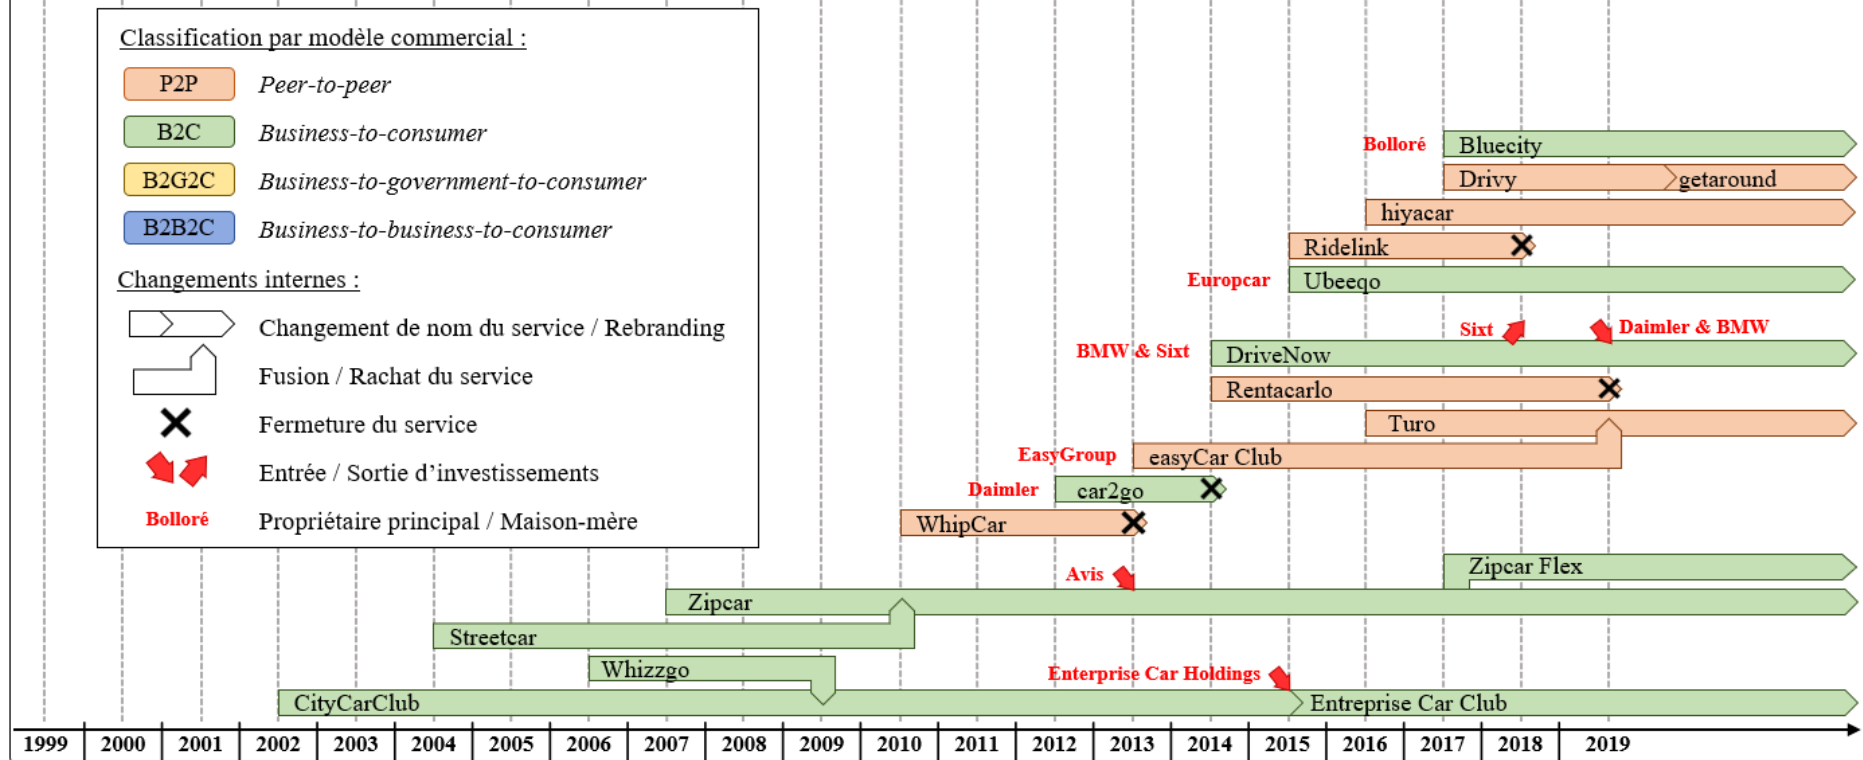 Classification par modèle commercial :
P2P Peer-to-peer
B2C Business-to-consumer
B2G2C Business-to-government-to-consumer
B2B2C Business-to-business-to-consumer
Changements internes :
Changement de nom du service / Rebranding
Fusion / Rachat du service
Fermeture du service
Entrée / Sortie d’investissements
Bolloré Propriétaire principal / Maison-mère
Bolloré Bluecity
Drivy getaround
hiyacar
Ridelink
Europcar Ubeeqo
Sixt Daimler & BMW
BMW & Sixt DriveNow
Rentacarlo
Turo
EasyGroup easyCar Club
Daimler car2go
WhipCar
Zipcar Flex
Avis
Zipcar
Streetcar
Whizzgo
Enterprise Car Holdings
CityCarClub Entreprise Car Club
1999 2000 2001 2002 2003 2004 2005 2006 2007 2008 2009 2010 2011 2012 2013 2014 2015 2016 2017 2018 2019